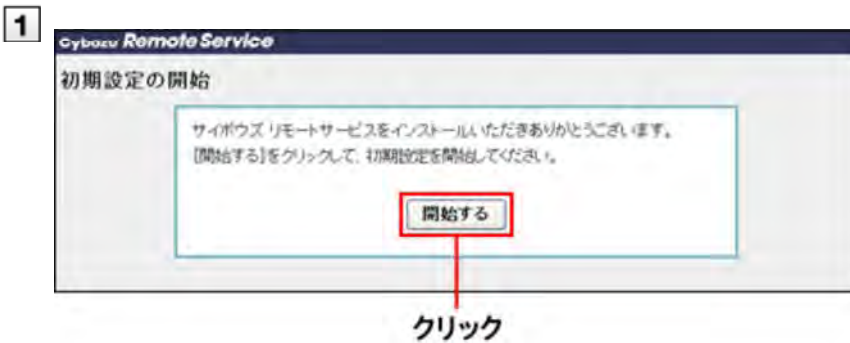 1
Cybozu Remote Service
初期設定の開始
サイボウズ リモートサービスをインストールいただきありがとうございます。
[開始する]をクリックして、初期設定を開始してください。
開始する
クリック